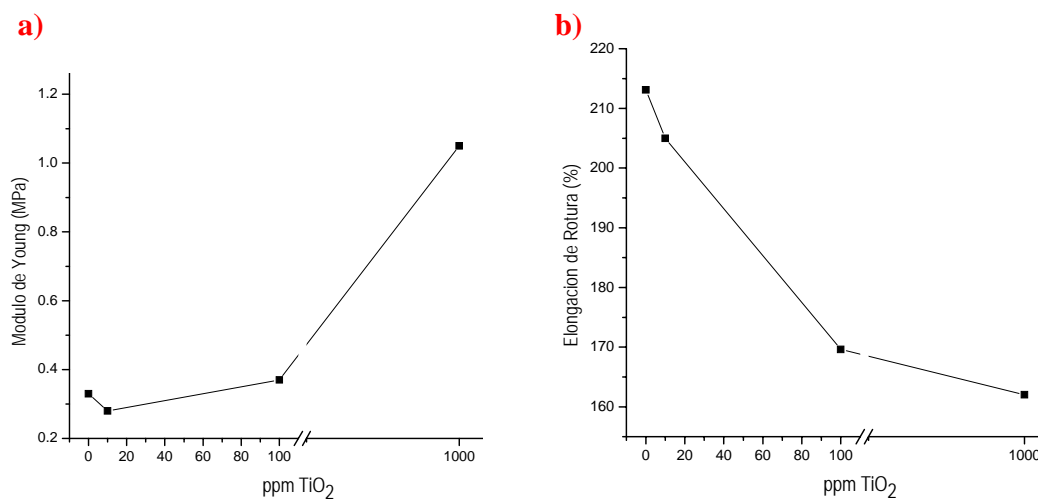 a)
1.2
1.0
0.8
0.6
0.4
0.2
Modulo de Young (MPa)
0 20 40 60 80 100 1000
ppm TiO2
b)
220
210
200
190
180
170
160
Elongacion de Rotura (%)
0 20 40 60 80 100 1000
ppm TiO2